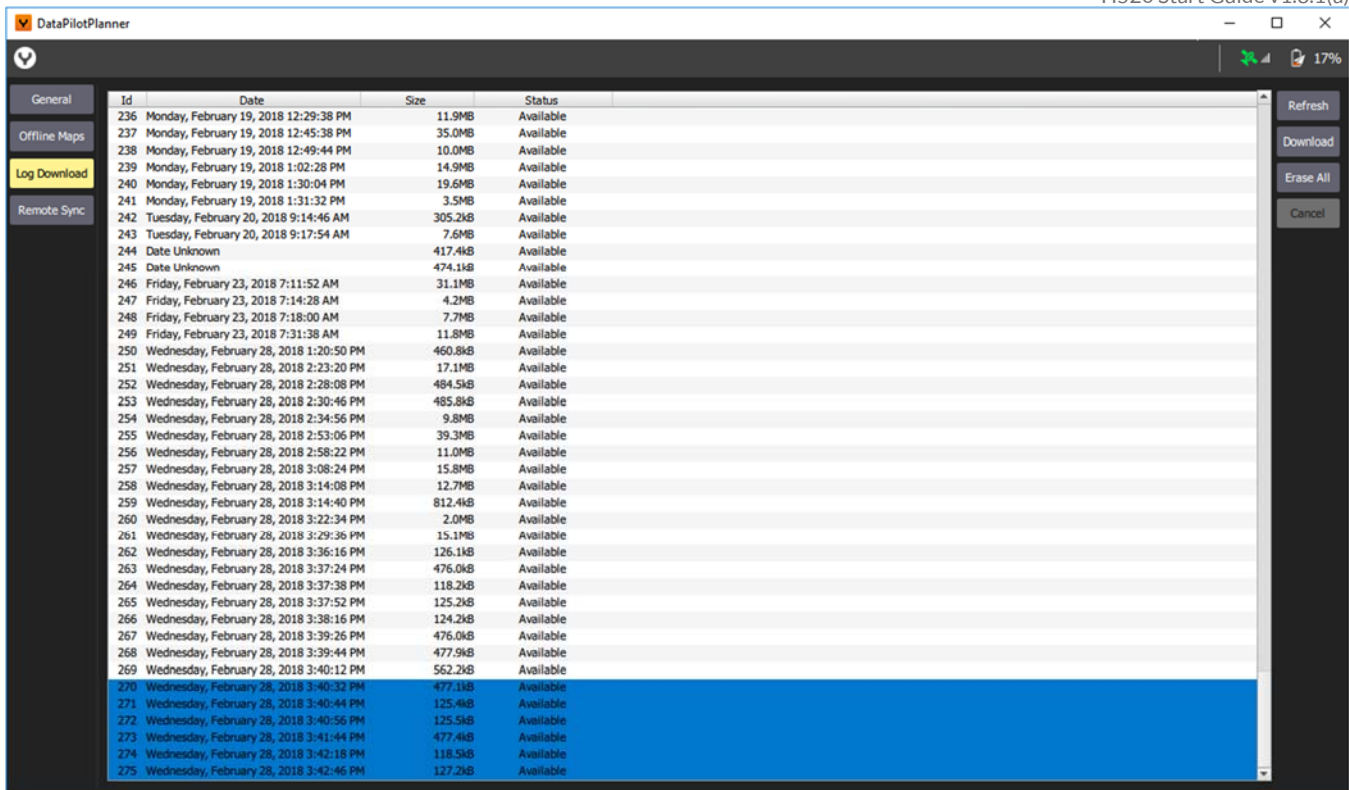 DataPilotPlanner
17%
General
Offline Maps
Log Download
Remote Sync
Id Date Size Status
236 Monday, February 19, 2018 12:29:38 PM 11.9MB Available
237 Monday, February 19, 2018 12:45:38 PM 35.0MB Available
238 Monday, February 19, 2018 12:49:44 PM 10.0MB Available
239 Monday, February 19, 2018 1:02:28 PM 14.9MB Available
240 Monday, February 19, 2018 1:30:04 PM 19.6MB Available
241 Monday, February 19, 2018 1:31:32 PM 3.5MB Available
242 Tuesday, February 20, 2018 9:14:46 AM 305.2kB Available
243 Tuesday, February 20, 2018 9:17:54 AM 7.6MB Available
244 Date Unknown 417.4kB Available
245 Date Unknown 474.1kB Available
246 Friday, February 23, 2018 7:11:52 AM 31.1MB Available
247 Friday, February 23, 2018 7:14:28 AM 4.2MB Available
248 Friday, February 23, 2018 7:18:00 AM 7.7MB Available
249 Friday, February 23, 2018 7:31:38 AM 11.8MB Available
250 Wednesday, February 28, 2018 1:20:50 PM 460.8kB Available
251 Wednesday, February 28, 2018 2:23:20 PM 17.1MB Available
252 Wednesday, February 28, 2018 2:28:08 PM 484.5kB Available
253 Wednesday, February 28, 2018 2:30:46 PM 485.8kB Available
254 Wednesday, February 28, 2018 2:34:56 PM 9.8MB Available
255 Wednesday, February 28, 2018 2:53:06 PM 39.3MB Available
256 Wednesday, February 28, 2018 2:58:22 PM 11.0MB Available
257 Wednesday, February 28, 2018 3:08:24 PM 15.8MB Available
258 Wednesday, February 28, 2018 3:14:08 PM 12.7MB Available
259 Wednesday, February 28, 2018 3:14:40 PM 812.4kB Available
260 Wednesday, February 28, 2018 3:22:34 PM 2.0MB Available
261 Wednesday, February 28, 2018 3:29:36 PM 15.1MB Available
262 Wednesday, February 28, 2018 3:36:16 PM 126.1kB Available
263 Wednesday, February 28, 2018 3:37:24 PM 476.0kB Available
264 Wednesday, February 28, 2018 3:37:38 PM 118.2kB Available
265 Wednesday, February 28, 2018 3:37:52 PM 125.2kB Available
266 Wednesday, February 28, 2018 3:38:16 PM 124.2kB Available
267 Wednesday, February 28, 2018 3:39:26 PM 476.0kB Available
268 Wednesday, February 28, 2018 3:39:44 PM 477.9kB Available
269 Wednesday, February 28, 2018 3:40:12 PM 562.2kB Available
270 Wednesday, February 28, 2018 3:40:32 PM 477.1kB Available
271 Wednesday, February 28, 2018 3:40:44 PM 125.4kB Available
272 Wednesday, February 28, 2018 3:40:56 PM 125.5kB Available
273 Wednesday, February 28, 2018 3:41:44 PM 477.4kB Available
274 Wednesday, February 28, 2018 3:42:18 PM 118.5kB Available
275 Wednesday, February 28, 2018 3:42:46 PM 127.2kB Available
Refresh
Download
Erase All
Cancel